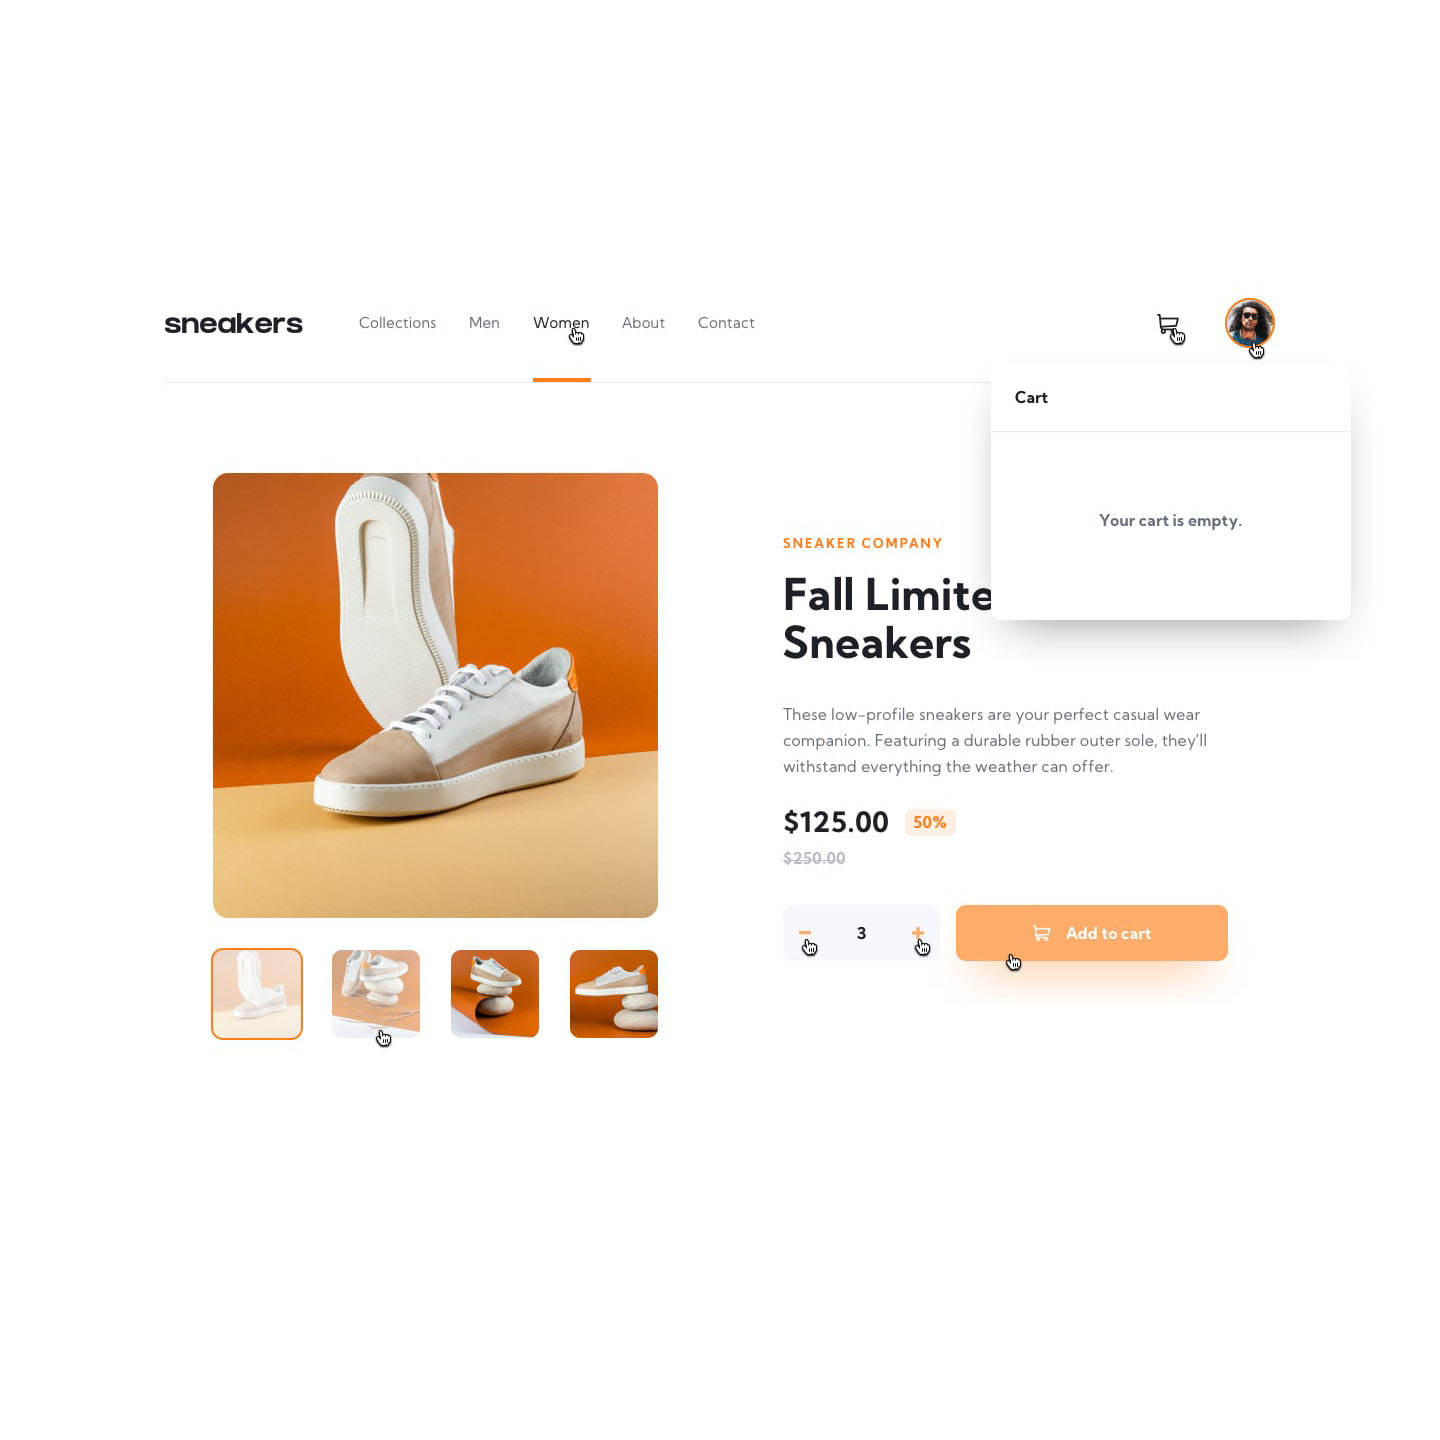 sneakers
Collections
Men
Women
About
Contact
Cart
Your cart is empty.
SNEAKER COMPANY
Fall Limite
Sneakers
These low-profile sneakers are your perfect casual wear
companion. Featuring a durable rubber outer sole, they'll
withstand everything the weather can offer.
$125.00
50%
$250.00
3
Add to cart